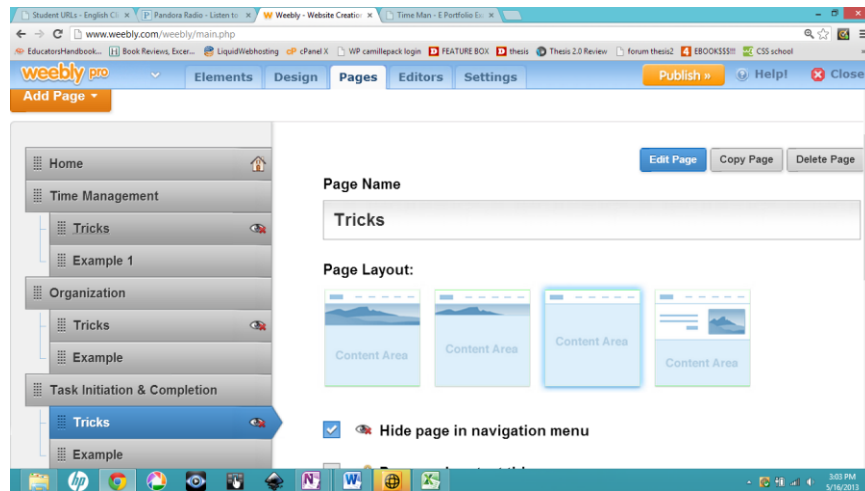 Student URLs - English Cl
Pandora Radio - Listen to
Weebly - Website Creation
Time Man - E Portfolio Ex
www.weebly.com/weebly/main.php
EducatorsHandbook... Book Reviews, Excer... LiquidWebhosting cPanel X WP camillepack login FEATURE BOX thesis Thesis 2.0 Review forum thesis2 EBOOKS$$!!! CSS school
weebly pro Elements Design Pages Editors Settings Publish » Help! Close
Add Page
Home
Time Management
Tricks
Example 1
Organization
Tricks
Example
Task Initiation & Completion
Tricks
Example
Edit Page Copy Page Delete Page
Page Name
Tricks
Page Layout:
Content Area Content Area Content Area Content Area
Hide page in navigation menu
3:03 PM
5/16/2013